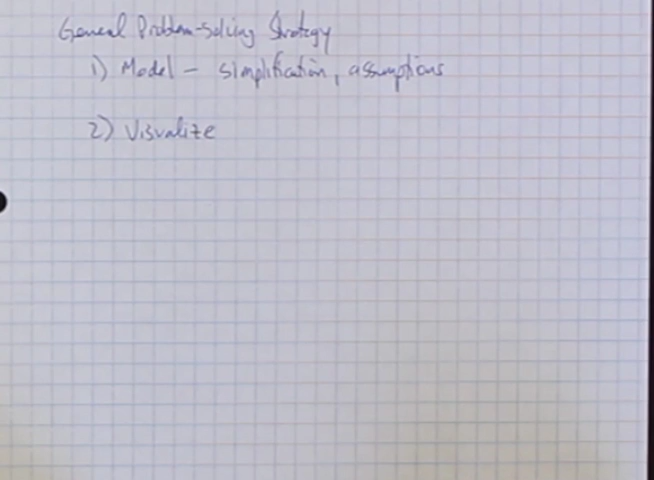 General Problem-Solving Strategy
1) Model - simplification, assumptions
2) Visualize